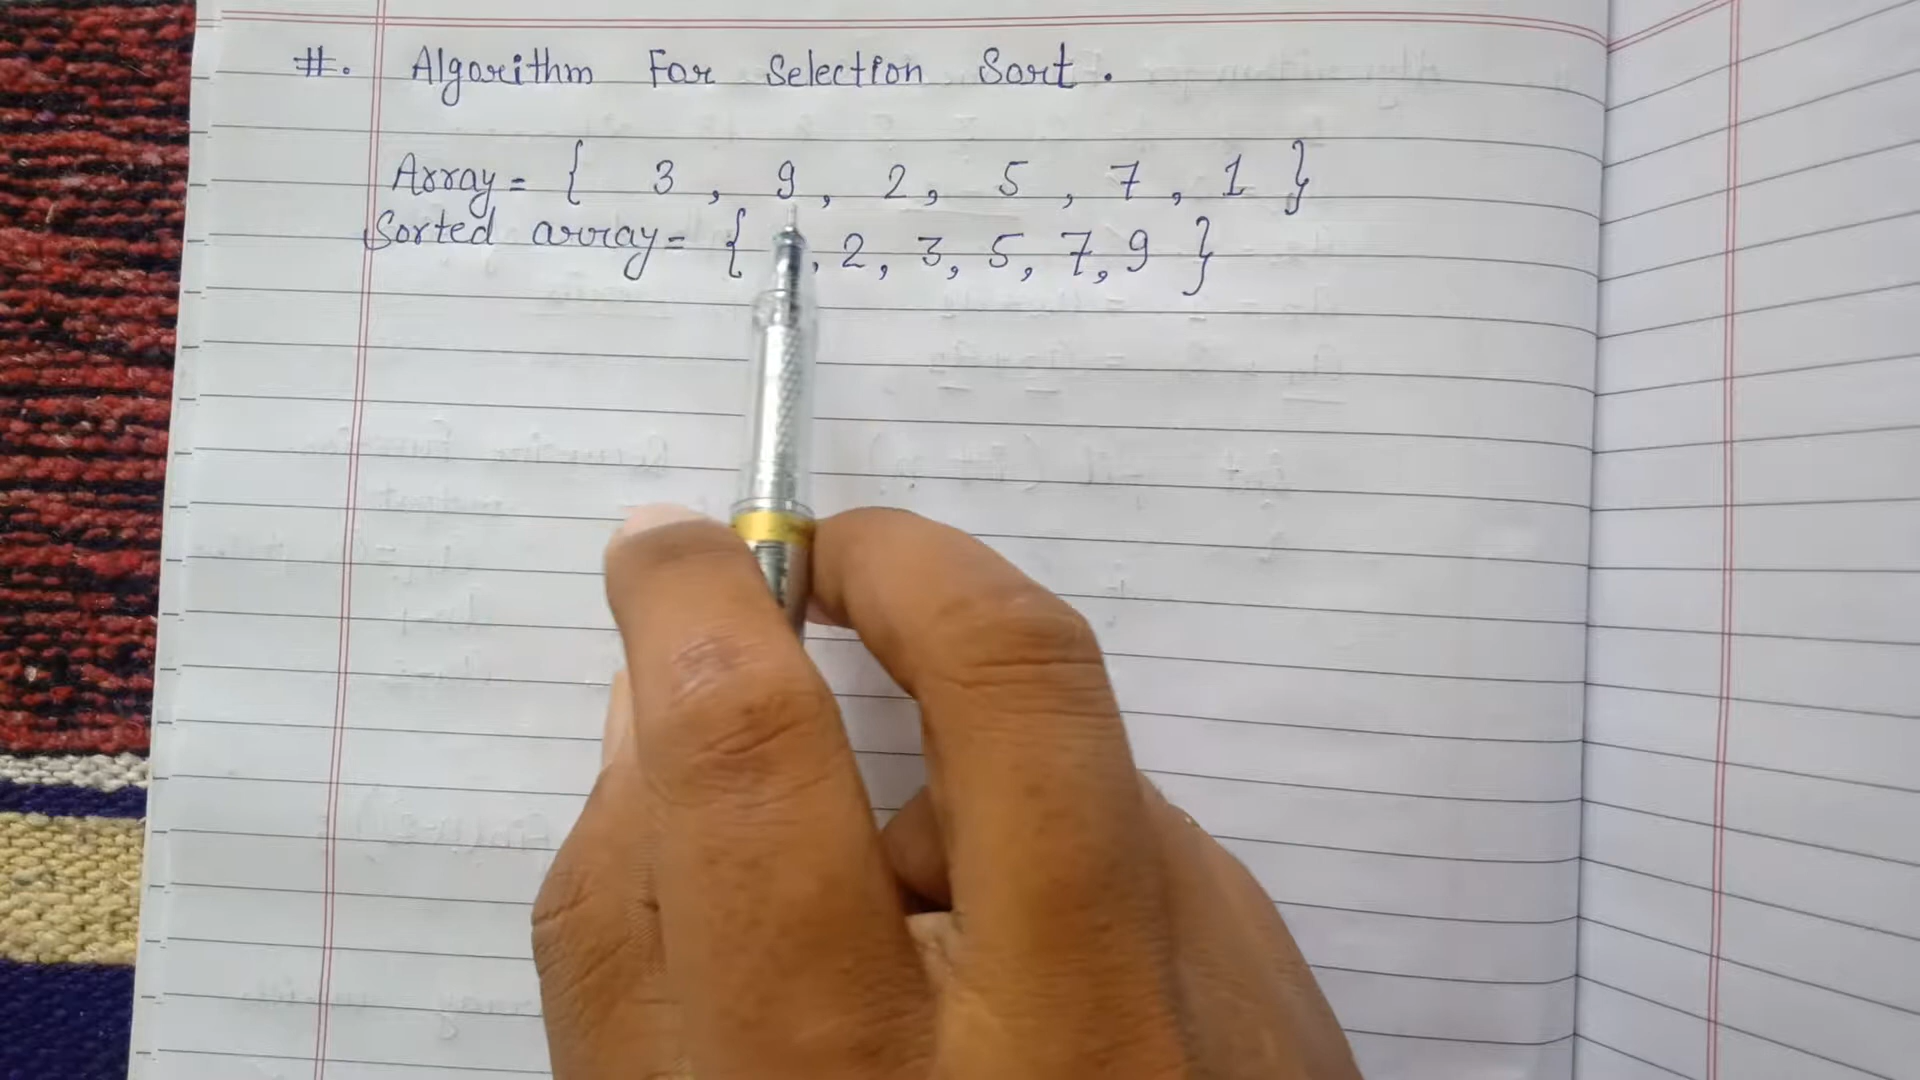 #. Algorithm For Selection Sort.
Array = { 3, 9, 2, 5, 7, 1 }
Sorted array = { , 2, 3, 5, 7, 9 }